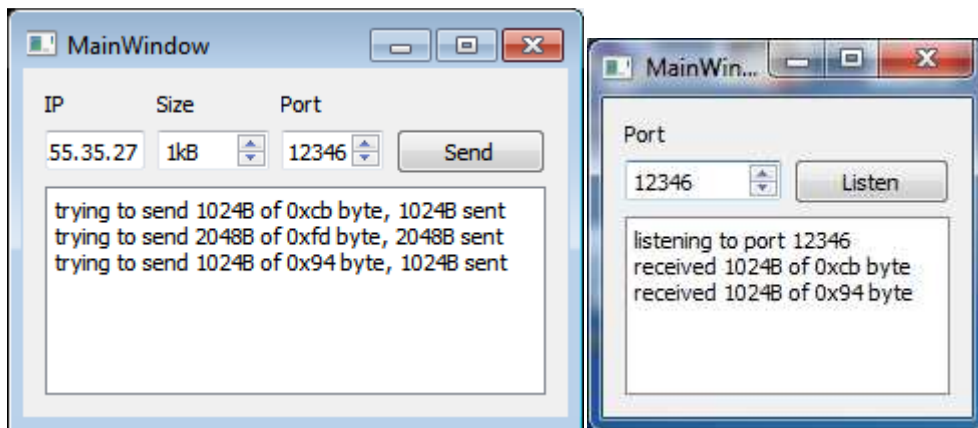 MainWindow
IP Size Port
55.35.27 1kB 12346 Send
trying to send 1024B of 0xcb byte, 1024B sent
trying to send 2048B of 0xfd byte, 2048B sent
trying to send 1024B of 0x94 byte, 1024B sent
MainWin...
Port
12346 Listen
listening to port 12346
received 1024B of 0xcb byte
received 1024B of 0x94 byte